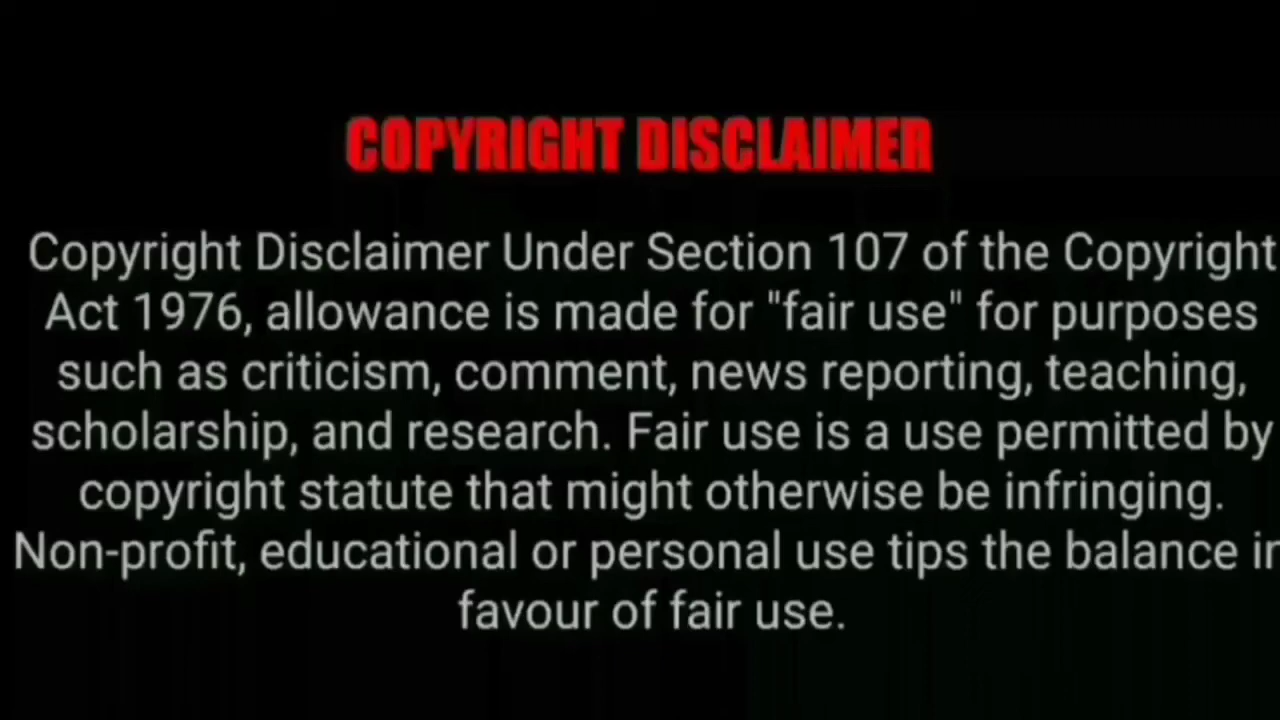 COPYRIGHT DISCLAIMER
Copyright Disclaimer Under Section 107 of the Copyright
Act 1976, allowance is made for "fair use" for purposes
such as criticism, comment, news reporting, teaching,
scholarship, and research. Fair use is a use permitted by
copyright statute that might otherwise be infringing.
Non-profit, educational or personal use tips the balance in
favour of fair use.